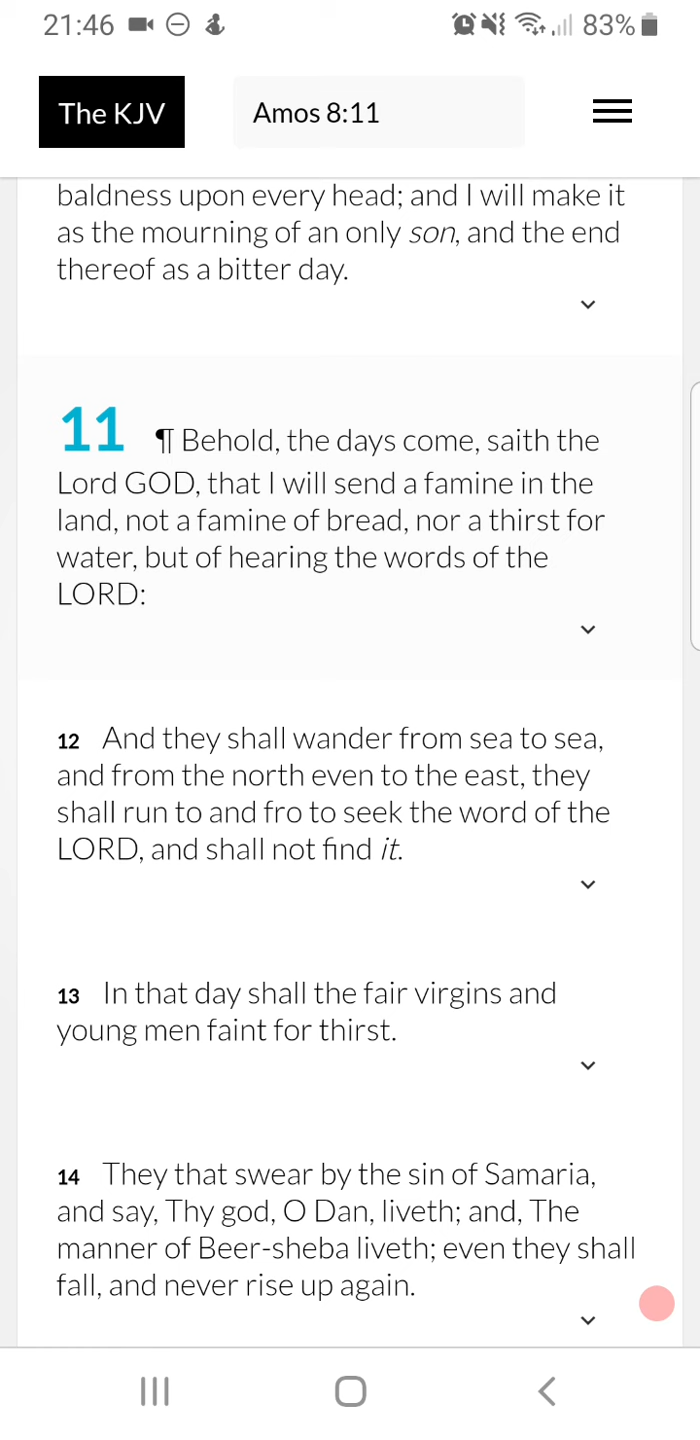 21:46 83%
The KJV Amos 8:11
baldness upon every head; and I will make it
as the mourning of an only son, and the end
thereof as a bitter day.
11 ¶ Behold, the days come, saith the
Lord GOD, that I will send a famine in the
land, not a famine of bread, nor a thirst for
water, but of hearing the words of the
LORD:
12 And they shall wander from sea to sea,
and from the north even to the east, they
shall run to and fro to seek the word of the
LORD, and shall not find it.
13 In that day shall the fair virgins and
young men faint for thirst.
14 They that swear by the sin of Samaria,
and say, Thy god, O Dan, liveth; and, The
manner of Beer-sheba liveth; even they shall
fall, and never rise up again.